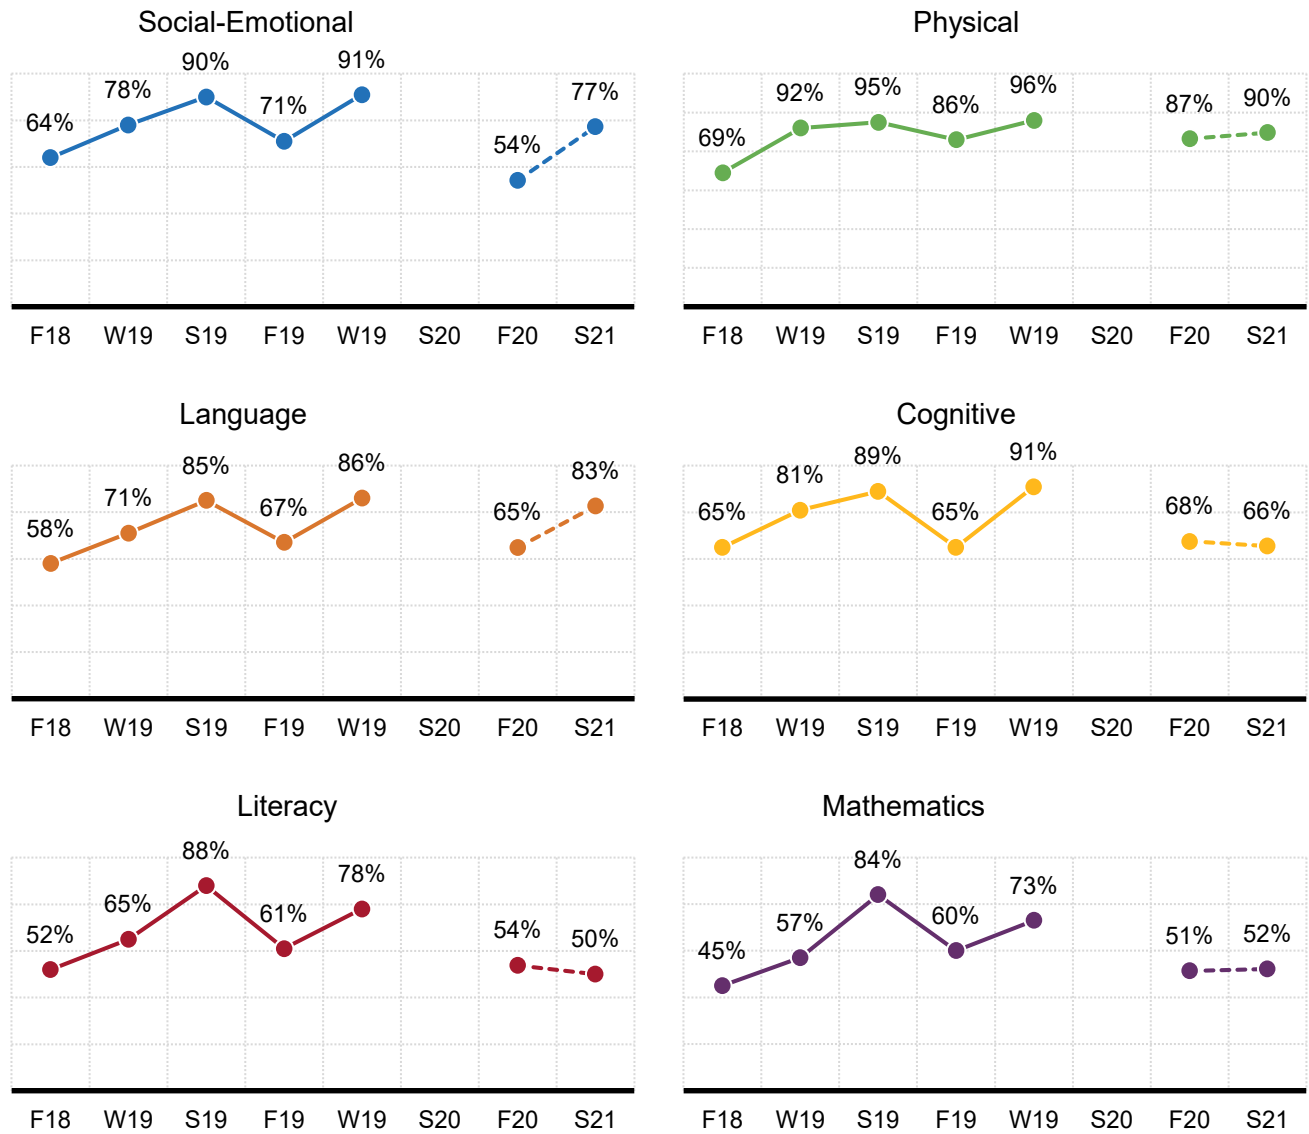 Social-Emotional
64% 78% 90% 71% 91% 54% 77%
F18 W19 S19 F19 W19 S20 F20 S21
Physical
69% 92% 95% 86% 96% 87% 90%
F18 W19 S19 F19 W19 S20 F20 S21
Language
58% 71% 85% 67% 86% 65% 83%
F18 W19 S19 F19 W19 S20 F20 S21
Cognitive
65% 81% 89% 65% 91% 68% 66%
F18 W19 S19 F19 W19 S20 F20 S21
Literacy
52% 65% 88% 61% 78% 54% 50%
F18 W19 S19 F19 W19 S20 F20 S21
Mathematics
45% 57% 84% 60% 73% 51% 52%
F18 W19 S19 F19 W19 S20 F20 S21